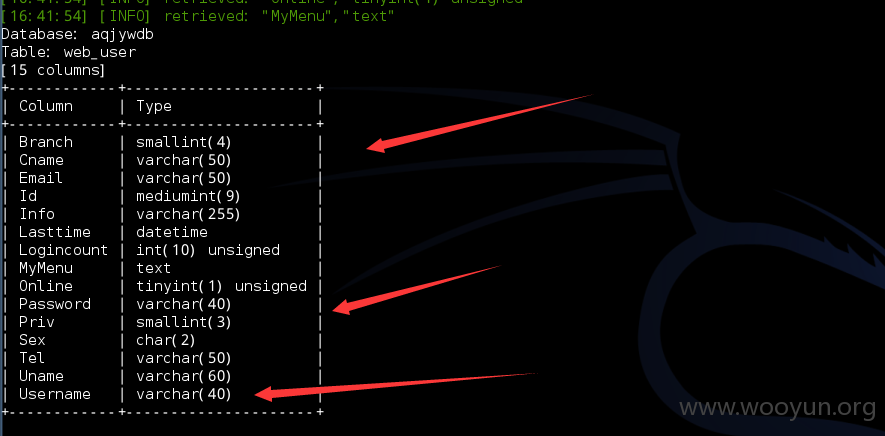 [16:41:54] [INFO] retrieved: "Online","tinyint(1) unsigned"
[16:41:54] [INFO] retrieved: "MyMenu","text"
Database: aqjywdb
Table: web_user
[15 columns]
+------------+---------------------+
| Column | Type |
+------------+---------------------+
| Branch | smallint(4) |
| Cname | varchar(50) |
| Email | varchar(50) |
| Id | mediumint(9) |
| Info | varchar(255) |
| Lasttime | datetime |
| Logincount | int(10) unsigned |
| MyMenu | text |
| Online | tinyint(1) unsigned |
| Password | varchar(40) |
| Priv | smallint(3) |
| Sex | char(2) |
| Tel | varchar(50) |
| Uname | varchar(60) |
| Username | varchar(40) |
+------------+---------------------+
www.wooyun.org